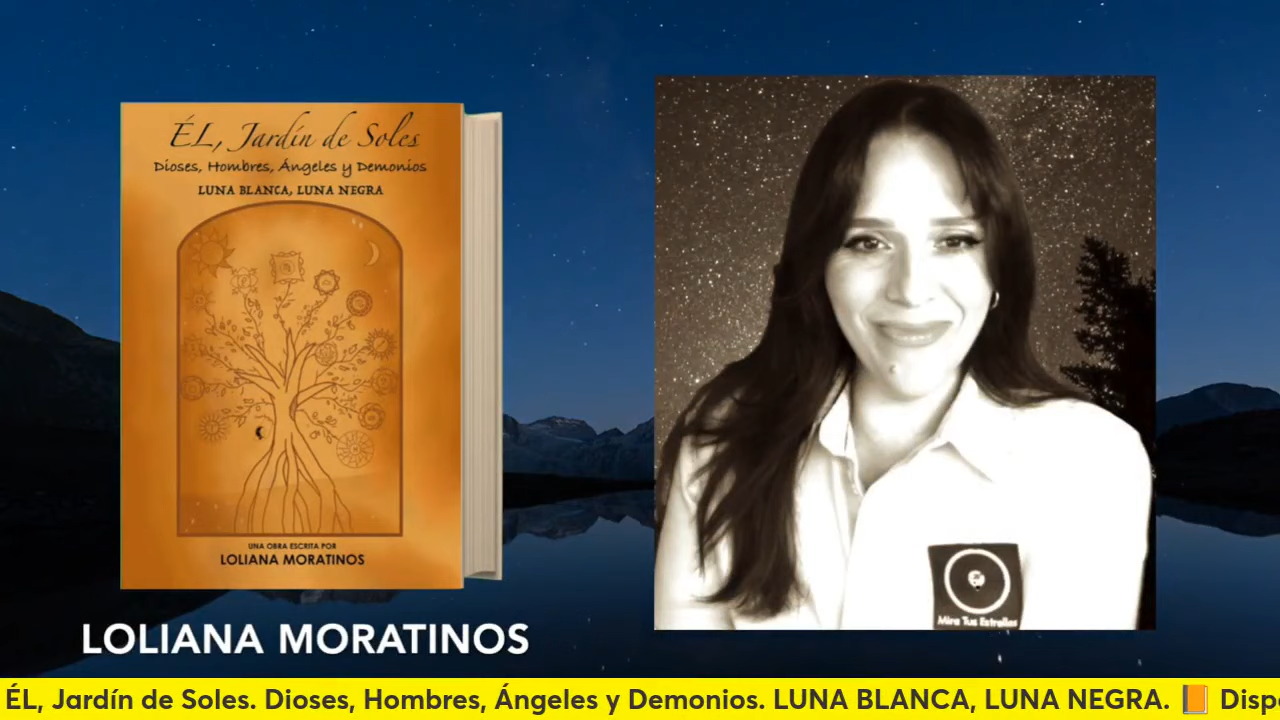 ÉL, Jardín de Soles
Dioses, Hombres, Ángeles y Demonios
LUNA BLANCA, LUNA NEGRA
UNA OBRA ESCRITA POR
LOLIANA MORATINOS
Mira Tus Estrellas
LOLIANA MORATINOS
ÉL, Jardín de Soles. Dioses, Hombres, Ángeles y Demonios. LUNA BLANCA, LUNA NEGRA. 📙 Dispo